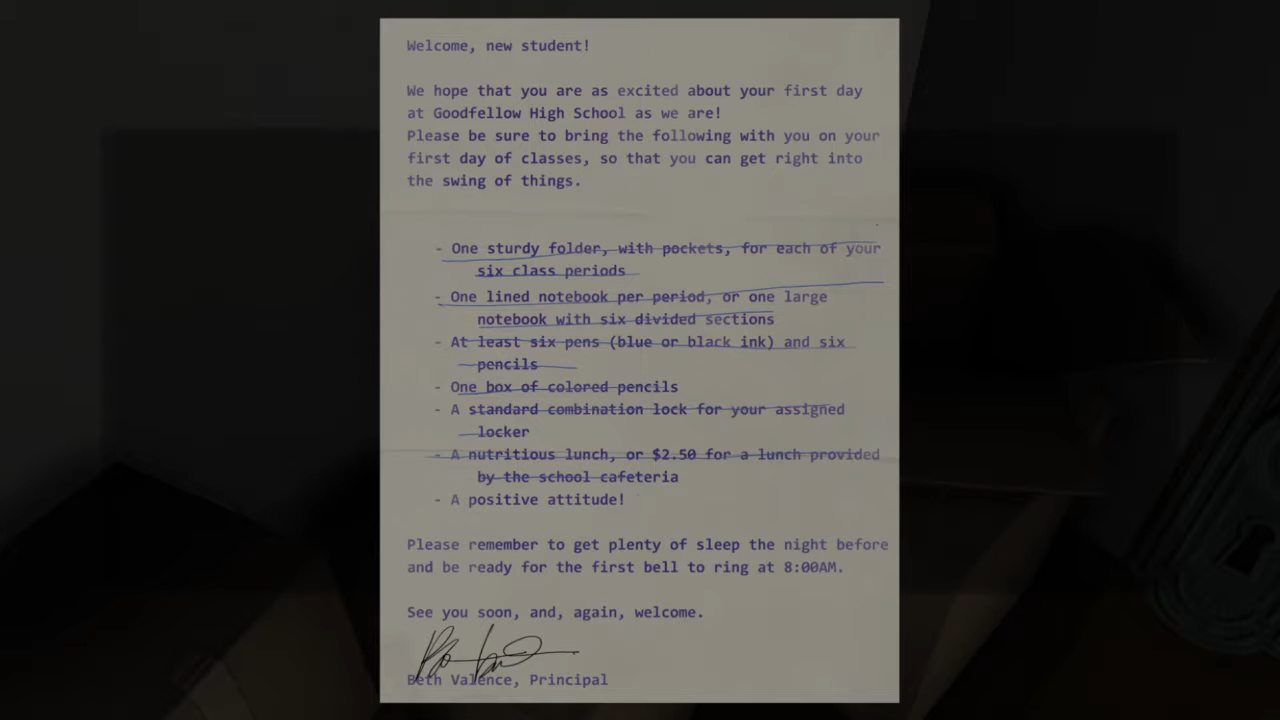 Welcome, new student!
We hope that you are as excited about your first day
at Goodfellow High School as we are!
Please be sure to bring the following with you on your
first day of classes, so that you can get right into
the swing of things.
- One sturdy folder, with pockets, for each of your
six class periods
- One lined notebook per period, or one large
notebook with six divided sections
- At least six pens (blue or black ink) and six
pencils
- One box of colored pencils
- A standard combination lock for your assigned
locker
- A nutritious lunch, or $2.50 for a lunch provided
by the school cafeteria
- A positive attitude!
Please remember to get plenty of sleep the night before
and be ready for the first bell to ring at 8:00AM.
See you soon, and, again, welcome.
Beth Valence, Principal